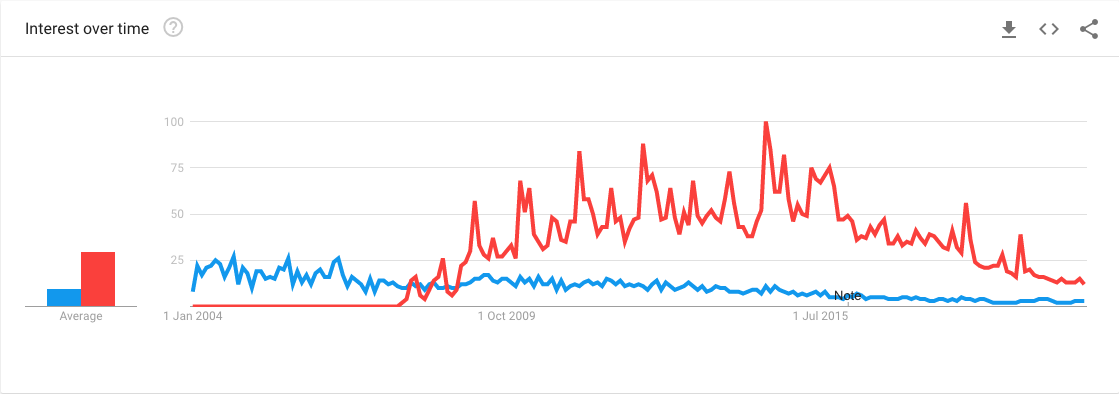 Interest over time ?
100
75
50
25
Note
Average
1 Jan 2004
1 Oct 2009
1 Jul 2015